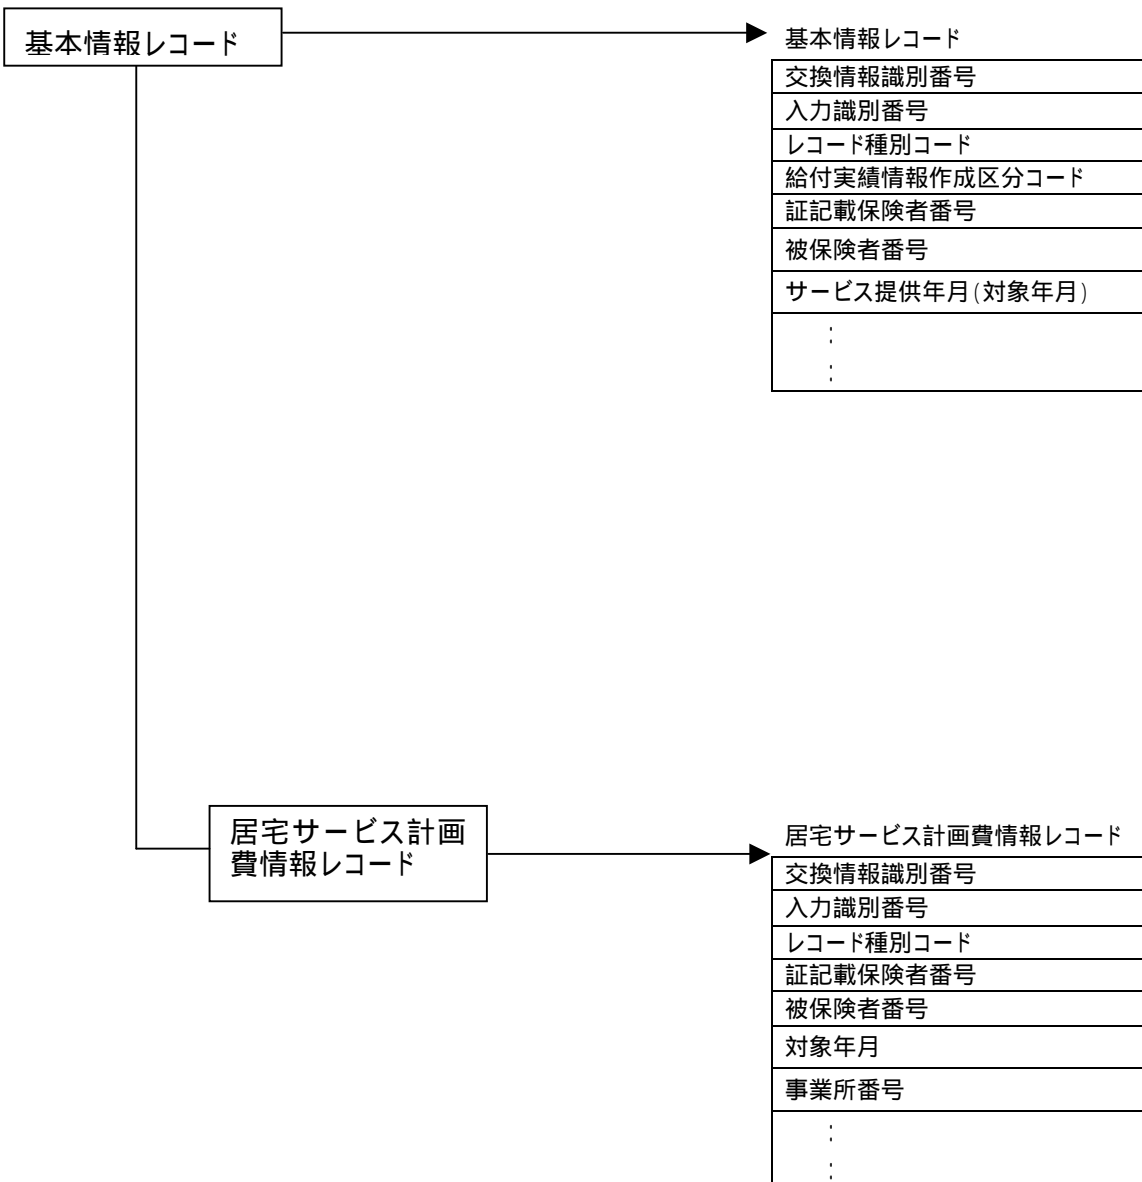 基本情報レコード
基本情報レコード
交換情報識別番号
入力識別番号
レコード種別コード
給付実績情報作成区分コード
証記載保険者番号
被保険者番号
サービス提供年月(対象年月)
:
:
居宅サービス計画
費情報レコード
居宅サービス計画費情報レコード
交換情報識別番号
入力識別番号
レコード種別コード
証記載保険者番号
被保険者番号
対象年月
事業所番号
:
: